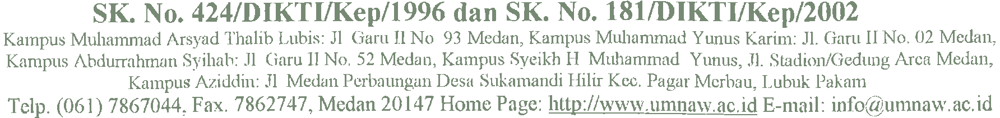 SK. No. 424/DIKTI/Kep/1996 dan SK. No. 181/DIKTI/Kep/2002
Kampus Muhammad Arsyad Thalib Lubis: Jl Garu II No 93 Medan, Kampus Muhammad Yunus Karim: Jl. Garu II No. 02 Medan,
Kampus Abdurrahman Syihab: Jl Garu II No. 52 Medan, Kampus Syeikh H Muhammad Yunus, Jl. Stadion/Gedung Arca Medan,
Kampus Aziddin: Jl Medan Perbaungan Desa Sukamandi Hilir Kec. Pagar Merbau, Lubuk Pakam
Telp. (061) 7867044, Fax. 7862747, Medan 20147 Home Page: http://www.umnaw.ac.id E-mail: info@umnaw.ac.id